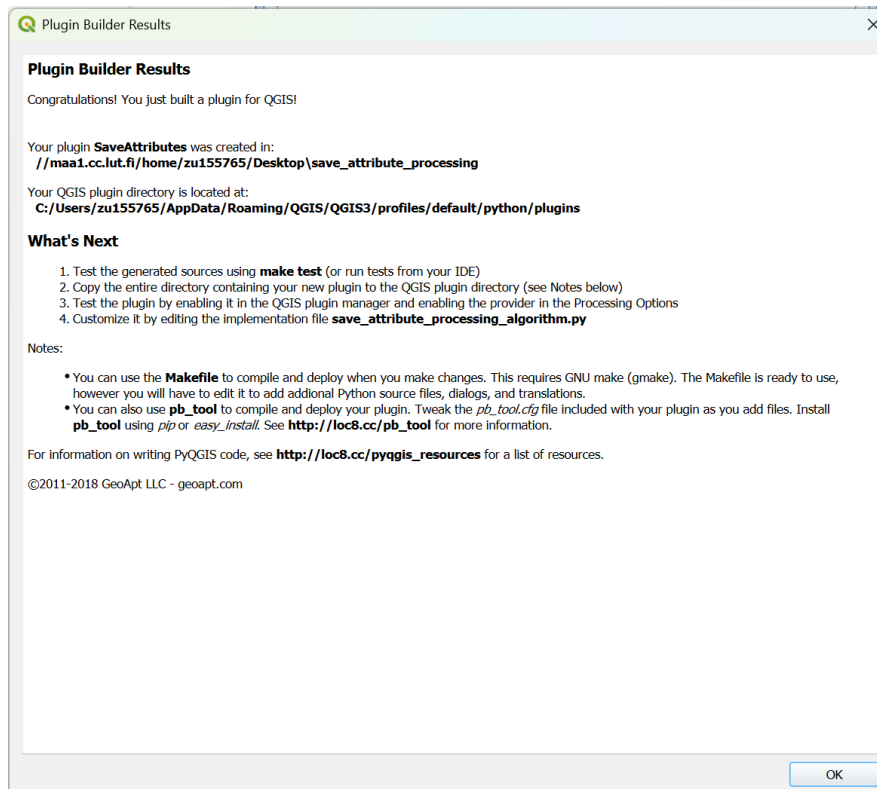 Plugin Builder Results
Plugin Builder Results
Congratulations! You just built a plugin for QGIS!
Your plugin SaveAttributes was created in:
//maa1.cc.lut.fi/home/zu155765/Desktop\save_attribute_processing
Your QGIS plugin directory is located at:
C:/Users/zu155765/AppData/Roaming/QGIS/QGIS3/profiles/default/python/plugins
What's Next
1. Test the generated sources using make test (or run tests from your IDE)
2. Copy the entire directory containing your new plugin to the QGIS plugin directory (see Notes below)
3. Test the plugin by enabling it in the QGIS plugin manager and enabling the provider in the Processing Options
4. Customize it by editing the implementation file save_attribute_processing_algorithm.py
Notes:
• You can use the Makefile to compile and deploy when you make changes. This requires GNU make (gmake). The Makefile is ready to use,
however you will have to edit it to add addional Python source files, dialogs, and translations.
• You can also use pb_tool to compile and deploy your plugin. Tweak the pb_tool.cfg file included with your plugin as you add files. Install
pb_tool using pip or easy_install. See http://loc8.cc/pb_tool for more information.
For information on writing PyQGIS code, see http://loc8.cc/pyqgis_resources for a list of resources.
©2011-2018 GeoApt LLC - geoapt.com
OK